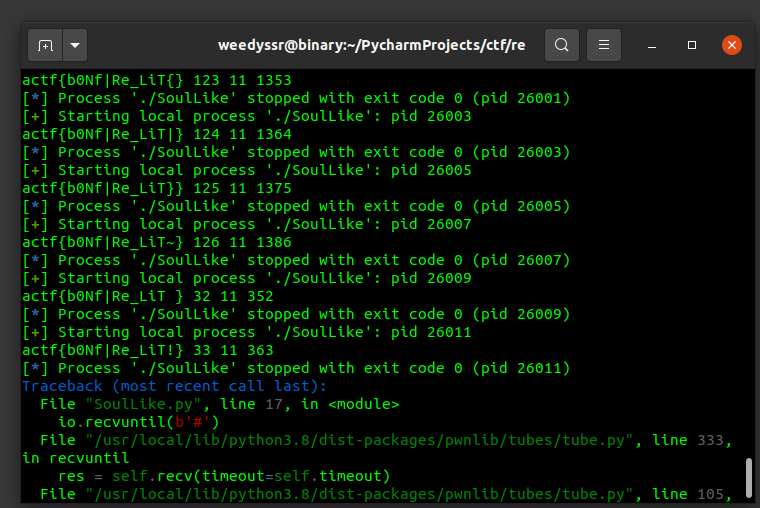 weedyssr@binary:~/PycharmProjects/ctf/re
actf{b0Nf|Re_LiT{} 123 11 1353
[*] Process './SoulLike' stopped with exit code 0 (pid 26001)
[+] Starting local process './SoulLike': pid 26003
actf{b0Nf|Re_LiT|} 124 11 1364
[*] Process './SoulLike' stopped with exit code 0 (pid 26003)
[+] Starting local process './SoulLike': pid 26005
actf{b0Nf|Re_LiT}} 125 11 1375
[*] Process './SoulLike' stopped with exit code 0 (pid 26005)
[+] Starting local process './SoulLike': pid 26007
actf{b0Nf|Re_LiT~} 126 11 1386
[*] Process './SoulLike' stopped with exit code 0 (pid 26007)
[+] Starting local process './SoulLike': pid 26009
actf{b0Nf|Re_LiT } 32 11 352
[*] Process './SoulLike' stopped with exit code 0 (pid 26009)
[+] Starting local process './SoulLike': pid 26011
actf{b0Nf|Re_LiT!} 33 11 363
[*] Process './SoulLike' stopped with exit code 0 (pid 26011)
Traceback (most recent call last):
  File "SoulLike.py", line 17, in <module>
    io.recvuntil(b'#')
  File "/usr/local/lib/python3.8/dist-packages/pwnlib/tubes/tube.py", line 333,
in recvuntil
    res = self.recv(timeout=self.timeout)
  File "/usr/local/lib/python3.8/dist-packages/pwnlib/tubes/tube.py", line 105,